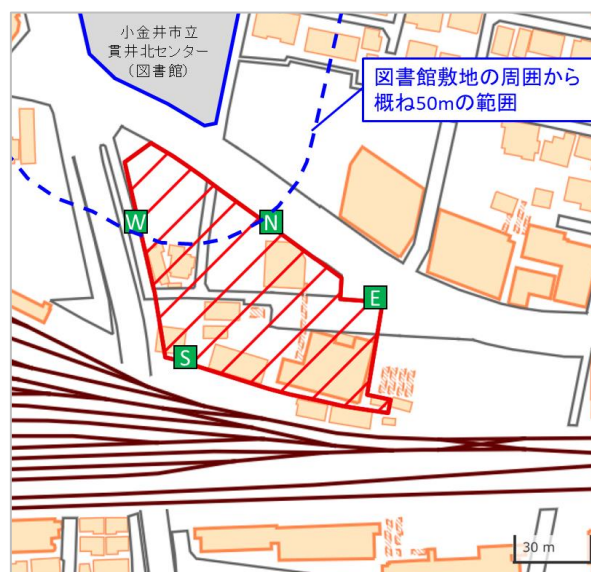 小金井市立
貫井北センター
(図書館)
図書館敷地の周囲から
概ね50mの範囲
W
N
E
S
30 m